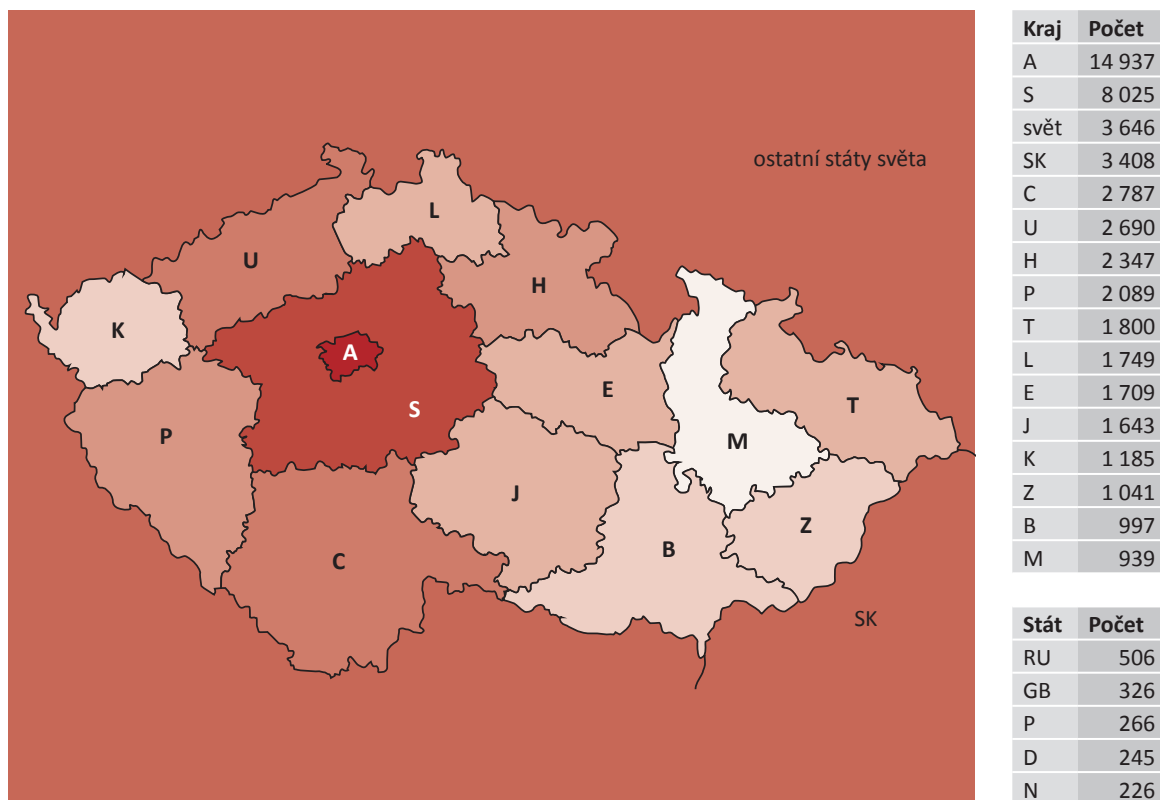 ostatní státy světa
L
U
H
K
A
E
S
T
P
M
J
Z
B
C
SK
Kraj Počet
A 14 937
S 8 025
svět 3 646
SK 3 408
C 2 787
U 2 690
H 2 347
P 2 089
T 1 800
L 1 749
E 1 709
J 1 643
K 1 185
Z 1 041
B 997
M 939
Stát Počet
RU 506
GB 326
P 266
D 245
N 226